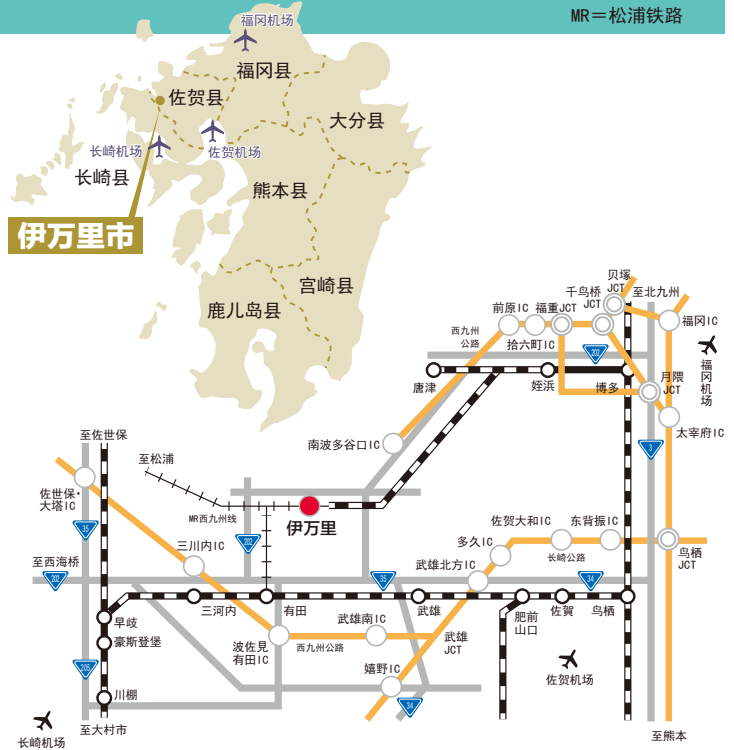 MR＝松浦铁路
福冈机场
福冈县
佐贺县
大分县
长崎机场
佐贺机场
长崎县
熊本县
伊万里市
宫崎县
鹿儿岛县
贝塚
JCT
千鸟桥
JCT
至北九州
前原IC
福重JCT
福冈IC
西九州
公路
拾六町IC
202
福冈机场
唐津
姪浜
博多
月隈
JCT
太宰府IC
至佐世保
南波多谷口IC
3
至松浦
佐世保・
大塔IC
MR西九州线
伊万里
佐贺大和IC
东背振IC
35
三川内IC
202
多久IC
长崎公路
鸟栖
JCT
至西海桥
202
武雄北方IC
35
34
三河内
有田
武雄
肥前
山口
佐賀
鸟栖
早歧
豪斯登堡
波佐見
有田IC
武雄南IC
西九州公路
武雄
JCT
205
嬉野IC
佐贺机场
川棚
34
至大村市
长崎机场
至熊本